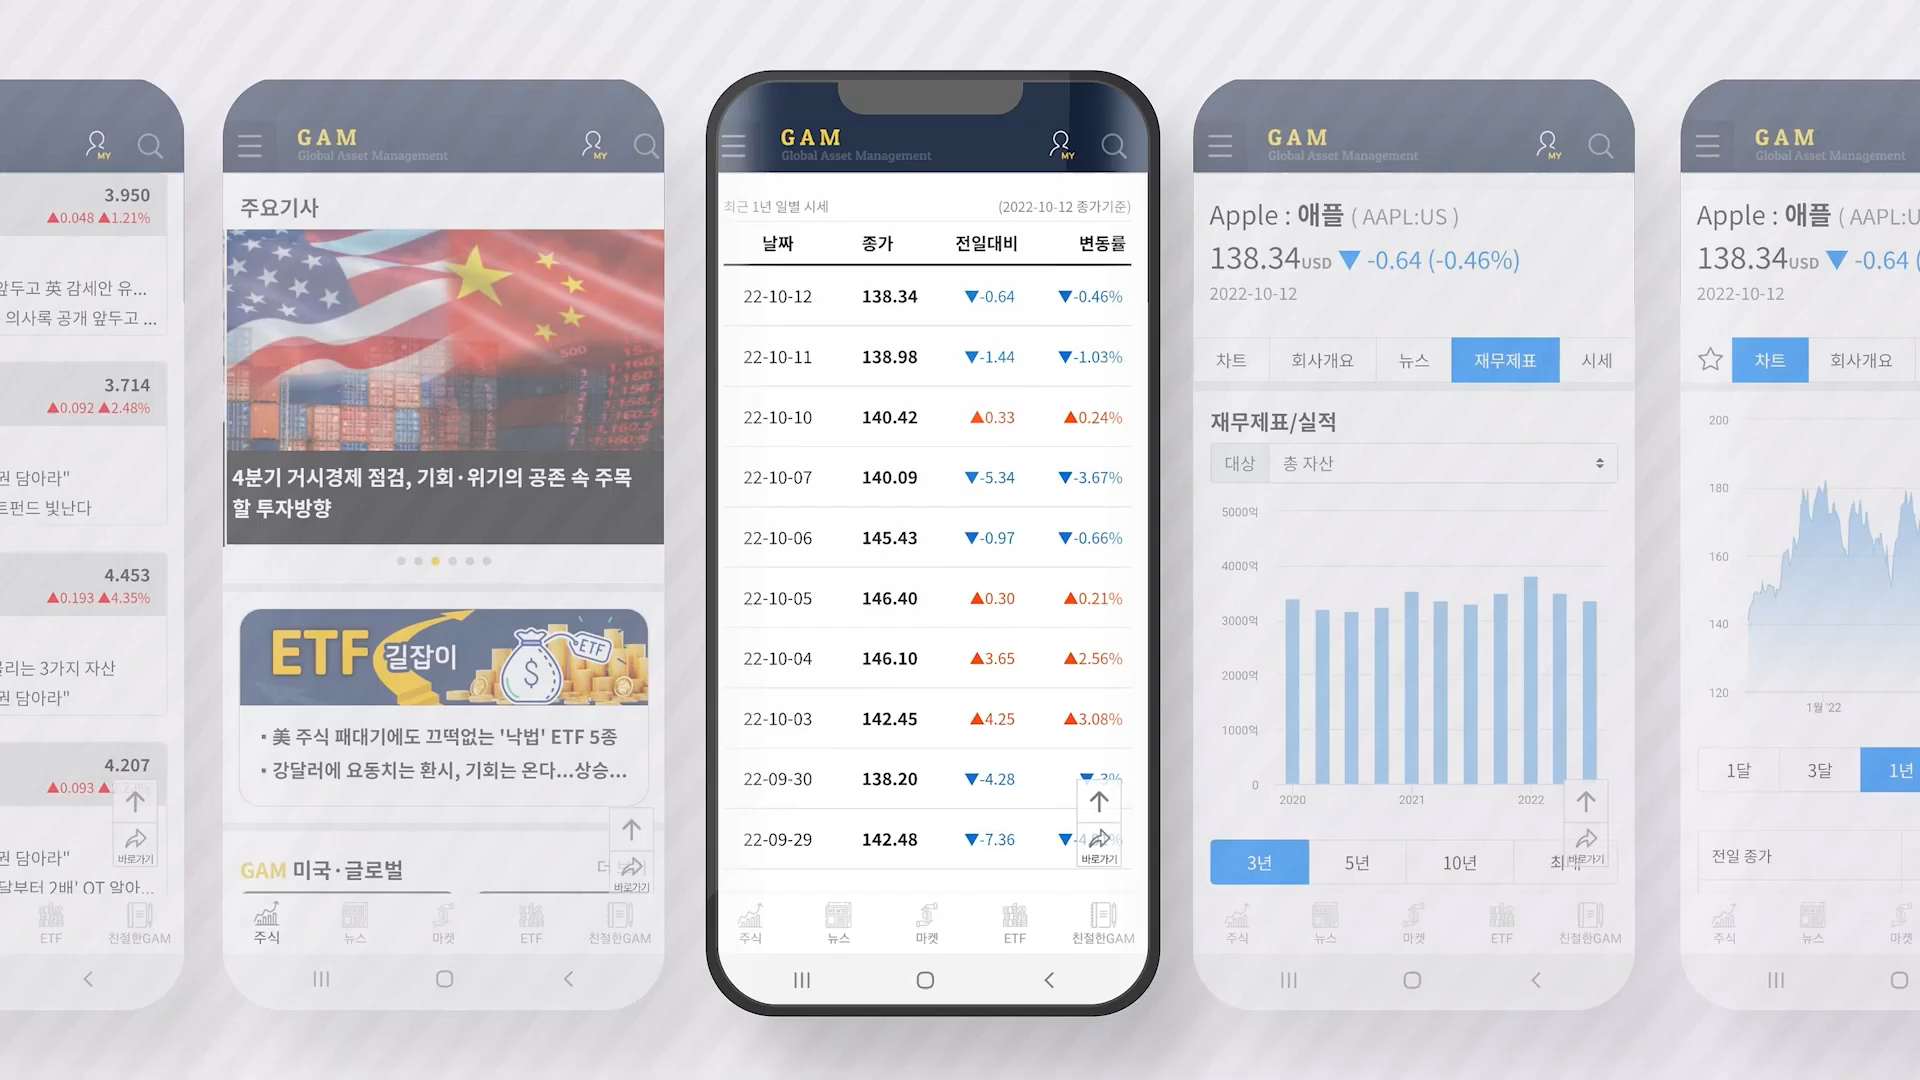 MY
3.950
▲0.048 ▲1.21%
앞두고 英 감세안 유...
의사록 공개 앞두고 ...
3.714
▲0.092 ▲2.48%
권 담아라"
트펀드 빛난다
4.453
▲0.193 ▲4.35%
물리는 3가지 자산
권 담아라"
4.207
▲0.093 ▲
바로가기
권 담아라"
달부터 2배' OT 알아...
ETF 친절한GAM
GAM
Global Asset Management
MY
주요기사
4분기 거시경제 점검, 기회·위기의 공존 속 주목
할 투자방향
ETF 길잡이
ETF
$
▪ 美 주식 패대기에도 끄떡없는 '낙법' ETF 5종
▪ 강달러에 요동치는 환시, 기회는 온다...상승...
GAM 미국·글로벌
바로가기
주식 뉴스 마켓 ETF 친절한GAM
GAM
Global Asset Management
MY
최근 1년 일별 시세 (2022-10-12 종가기준)
날짜 종가 전일대비 변동률
22-10-12 138.34 ▼-0.64 ▼-0.46%
22-10-11 138.98 ▼-1.44 ▼-1.03%
22-10-10 140.42 ▲0.33 ▲0.24%
22-10-07 140.09 ▼-5.34 ▼-3.67%
22-10-06 145.43 ▼-0.97 ▼-0.66%
22-10-05 146.40 ▲0.30 ▲0.21%
22-10-04 146.10 ▲3.65 ▲2.56%
22-10-03 142.45 ▲4.25 ▲3.08%
22-09-30 138.20 ▼-4.28
22-09-29 142.48 ▼-7.36
바로가기
주식 뉴스 마켓 ETF 친절한GAM
GAM
Global Asset Management
MY
Apple : 애플 ( AAPL:US )
138.34USD ▼ -0.64 (-0.46%)
2022-10-12
차트 회사개요 뉴스 재무제표 시세
재무제표/실적
대상 총 자산
5000억
4000억
3000억
2000억
1000억
0
2020 2021 2022
3년 5년 10년
바로가기
주식 뉴스 마켓 ETF 친절한GAM
GAM
Global Asset Management
Apple : 애플 ( AAPL:U
138.34USD ▼ -0.64 (
2022-10-12
차트 회사개요
200
180
160
140
120
1월 '22
1달 3달 1년
전일 종가
주식 뉴스 마켓